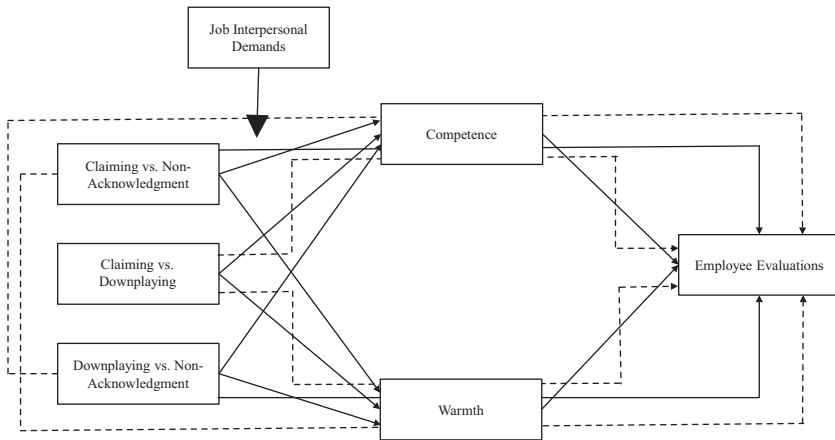 Job Interpersonal
Demands
Competence
Claiming vs. Non-
Acknowledgment
Claiming vs.
Downplaying
Employee Evaluations
Downplaying vs. Non-
Acknowledgment
Warmth